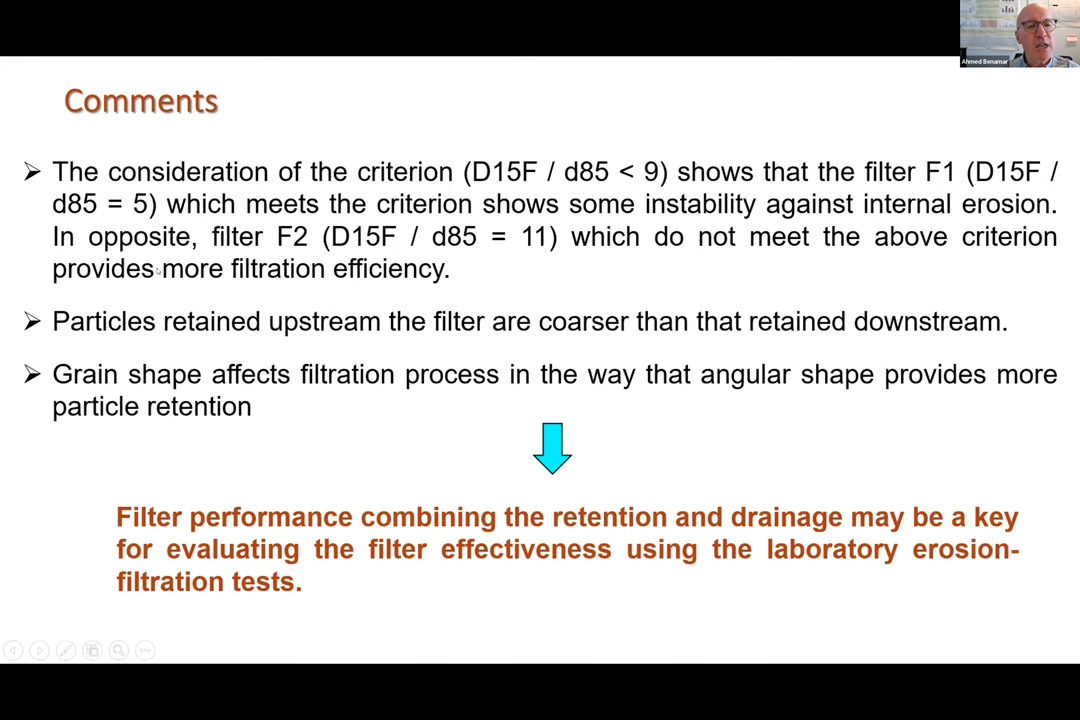 Ahmed Benamar
Comments
➢ The consideration of the criterion (D15F / d85 < 9) shows that the filter F1 (D15F /
d85 = 5) which meets the criterion shows some instability against internal erosion.
In opposite, filter F2 (D15F / d85 = 11) which do not meet the above criterion
provides more filtration efficiency.
➢ Particles retained upstream the filter are coarser than that retained downstream.
➢ Grain shape affects filtration process in the way that angular shape provides more
particle retention
Filter performance combining the retention and drainage may be a key
for evaluating the filter effectiveness using the laboratory erosion-
filtration tests.